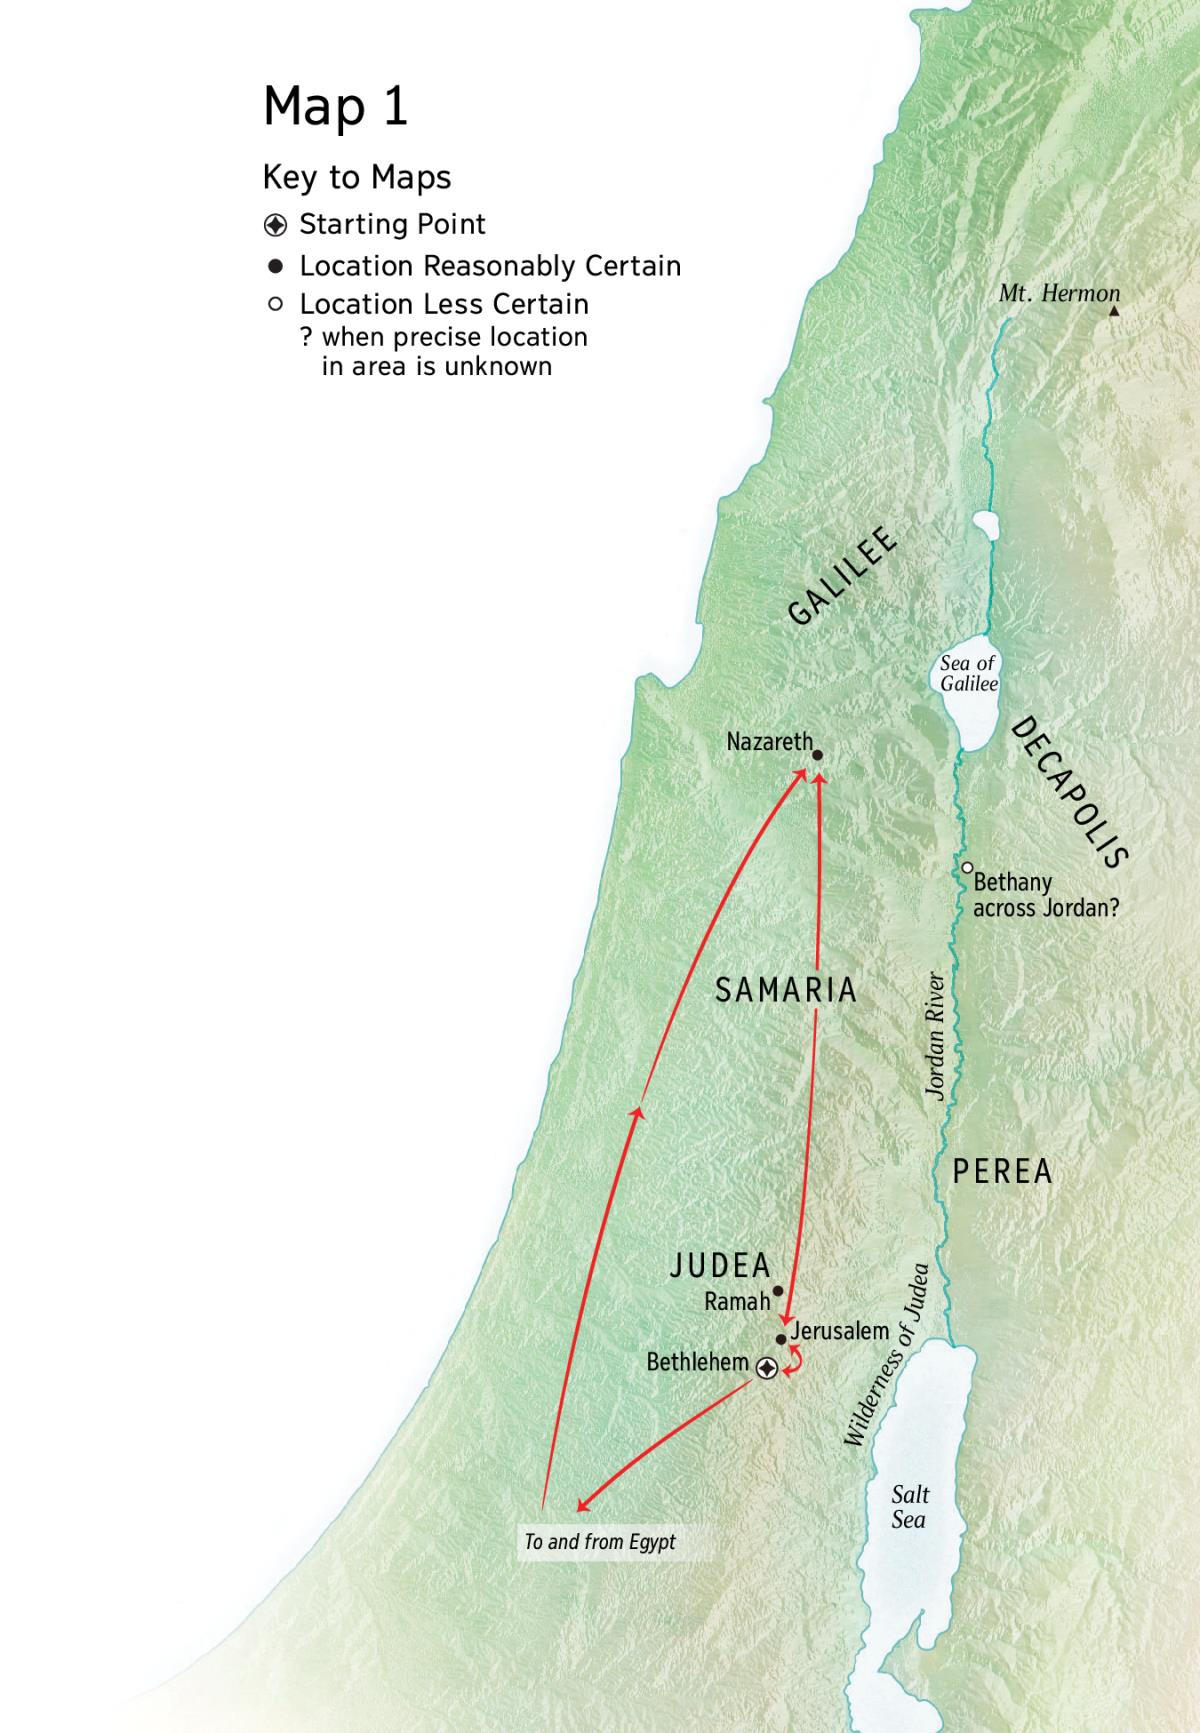 Map 1
Key to Maps
Starting Point
Location Reasonably Certain
Location Less Certain
? when precise location
in area is unknown
Mt. Hermon
GALILEE
Sea of
Galilee
Nazareth
DECAPOLIS
Bethany
across Jordan?
SAMARIA
Jordan River
PEREA
JUDEA
Ramah
Jerusalem
Bethlehem
Wilderness of Judea
Salt
Sea
To and from Egypt